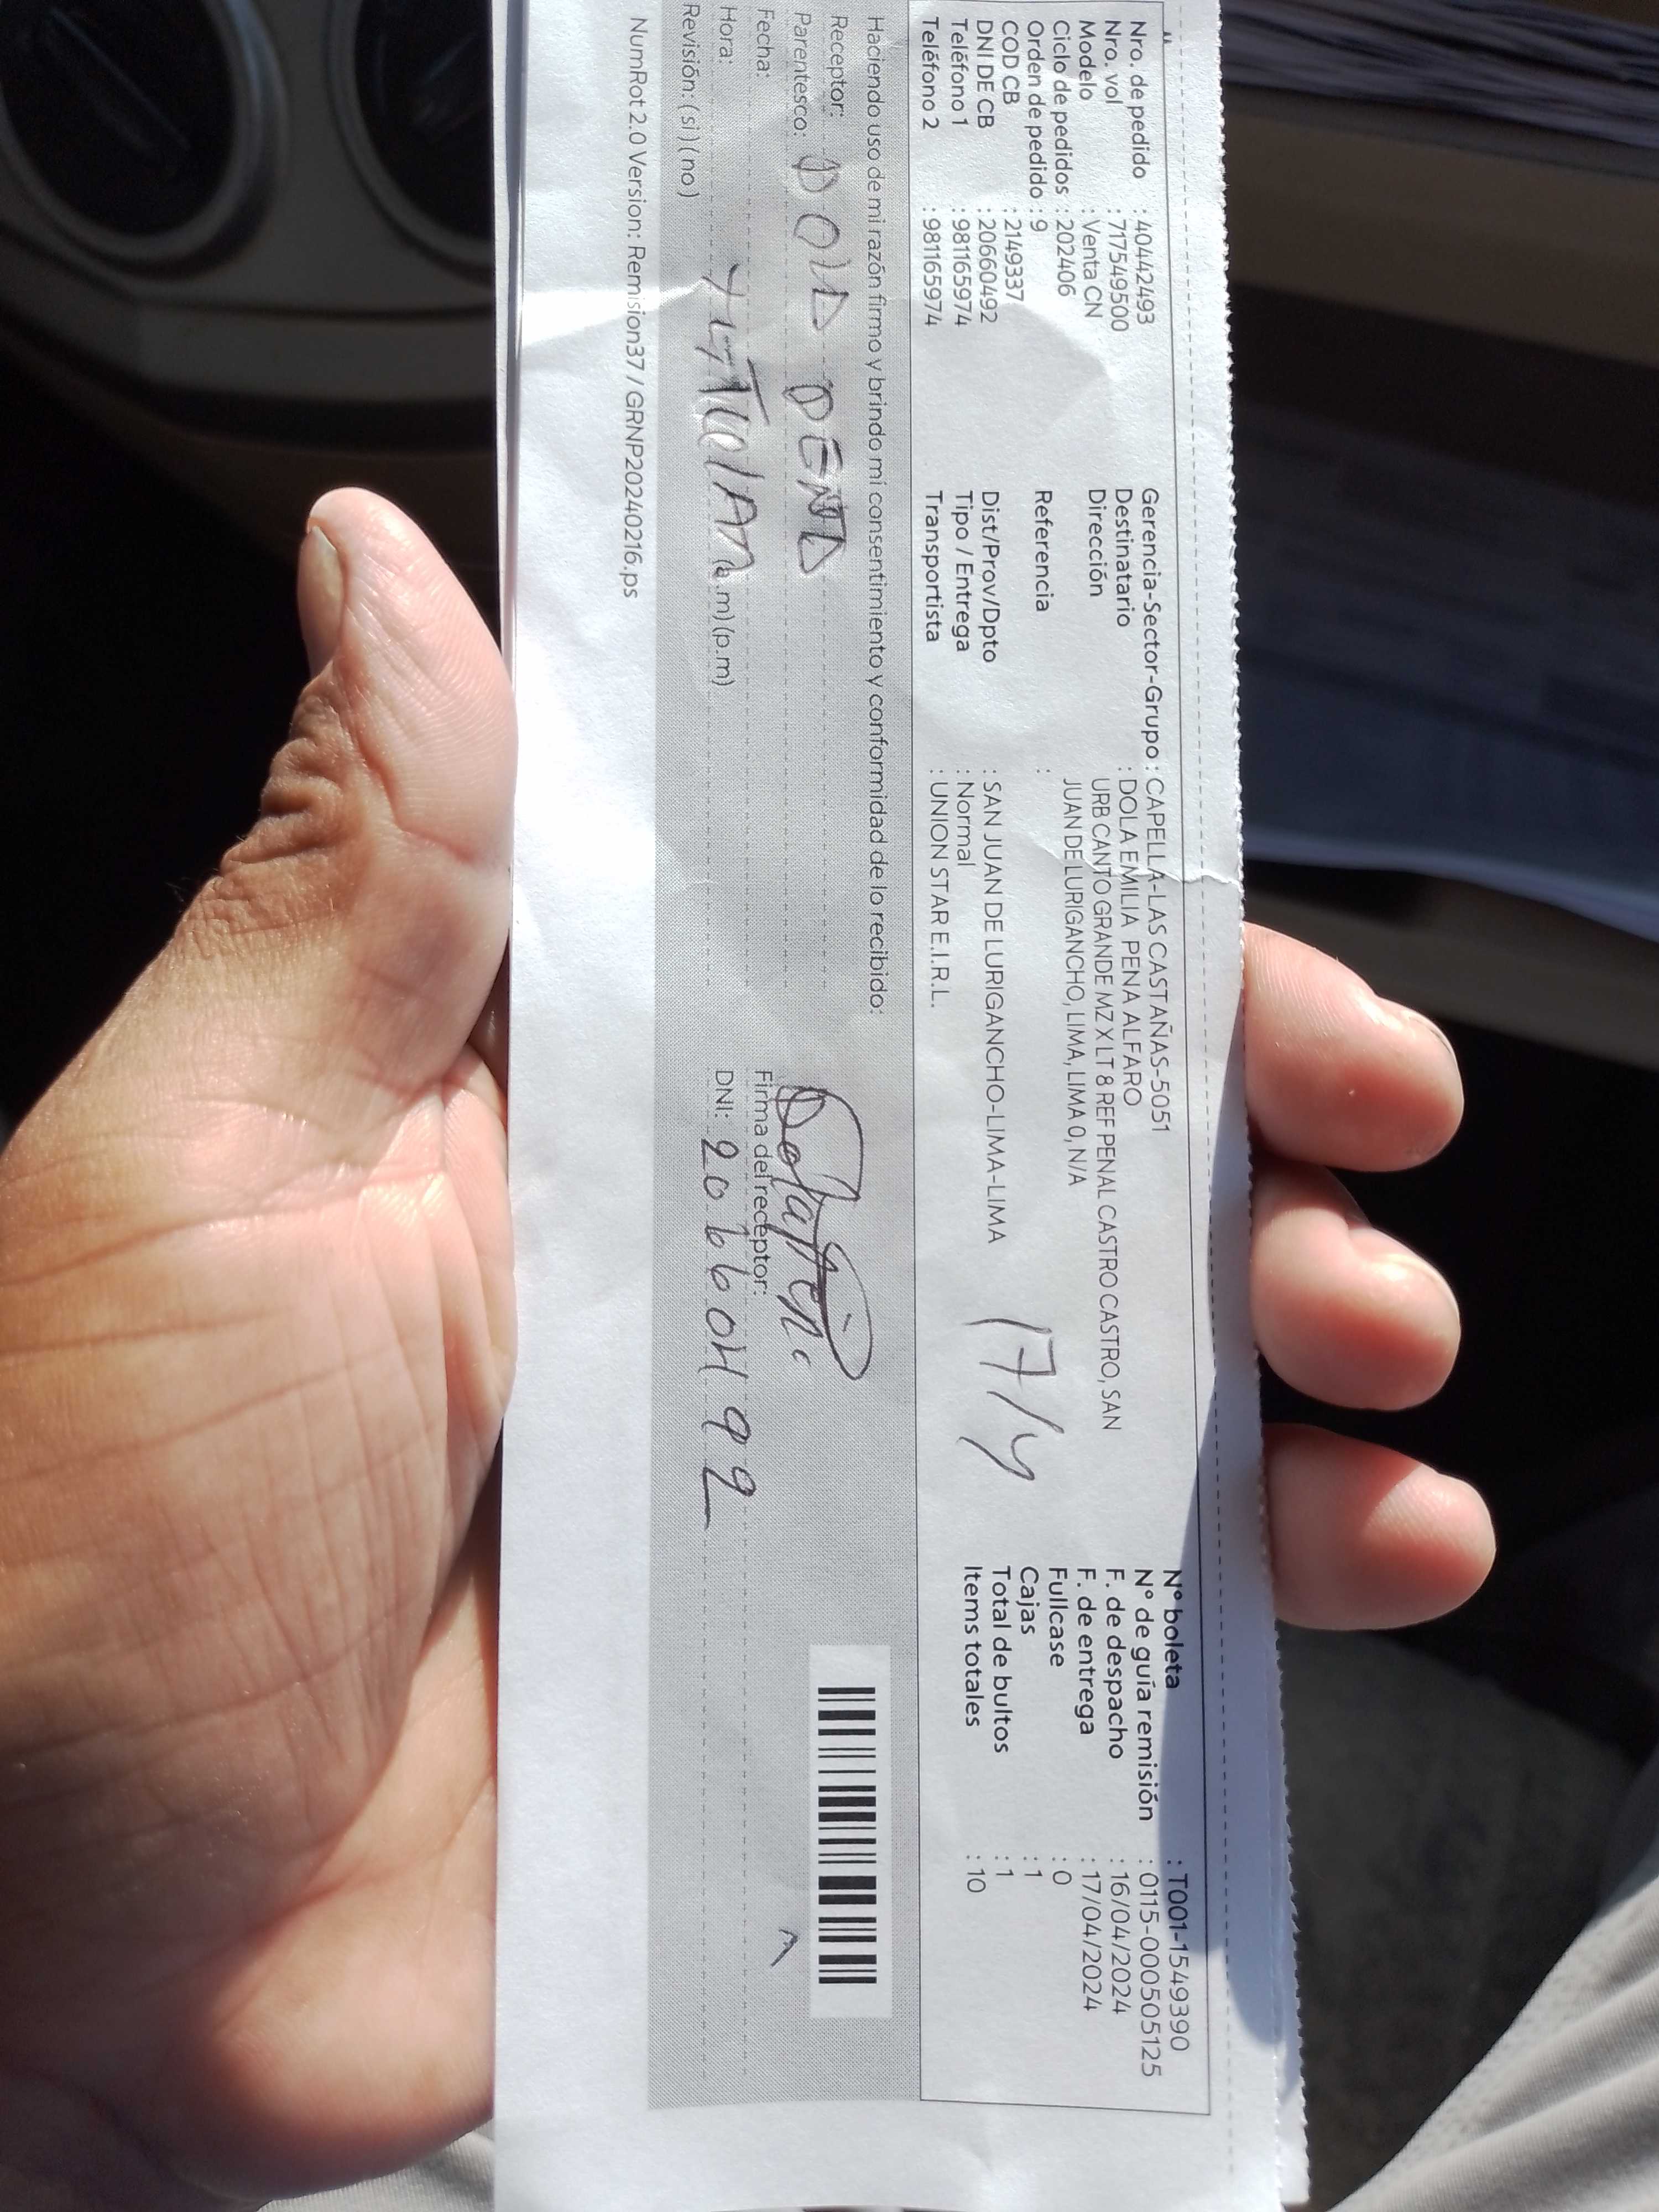 Nro. de pedido : 40442493
Nro. vol : 717549500
Modelo : Venta CN
Ciclo de pedidos : 202406
Orden de pedido : 9
COD CB : 2149337
DNI DE CB : 20660492
Teléfono 1 : 981165974
Teléfono 2 : 981165974
Gerencia-Sector-Grupo : CAPELLA-LAS CASTAÑAS-5051
Destinatario : DOLA EMILIA PENA ALFARO
Dirección URB CANTO GRANDE MZ X LT 8 REF PENAL CASTRO CASTRO, SAN
JUAN DE LURIGANCHO, LIMA, LIMA 0, N/A
Referencia :
Dist/Prov/Dpto : SAN JUAN DE LURIGANCHO-LIMA-LIMA
Tipo / Entrega : Normal
Transportista : UNION STAR E.I.R.L.
17/4
N° boleta : T001-1549390
N° de guía remisión : 0115-0000505125
F. de despacho : 16/04/2024
F. de entrega : 17/04/2024
Fullcase : 0
Cajas : 1
Total de bultos : 1
Items totales : 10
Haciendo uso de mi razón firmo y brindo mi consentimiento y conformidad de lo recibido:
Receptor:
Parentesco: DOLA PENA
Fecha:
Hora: (a.m)(p.m)
Revisión: (si) (no)
Firma del receptor:
DNI: 20660492
NumRot 2.0 Version: Remision37 / GRNP20240216.ps